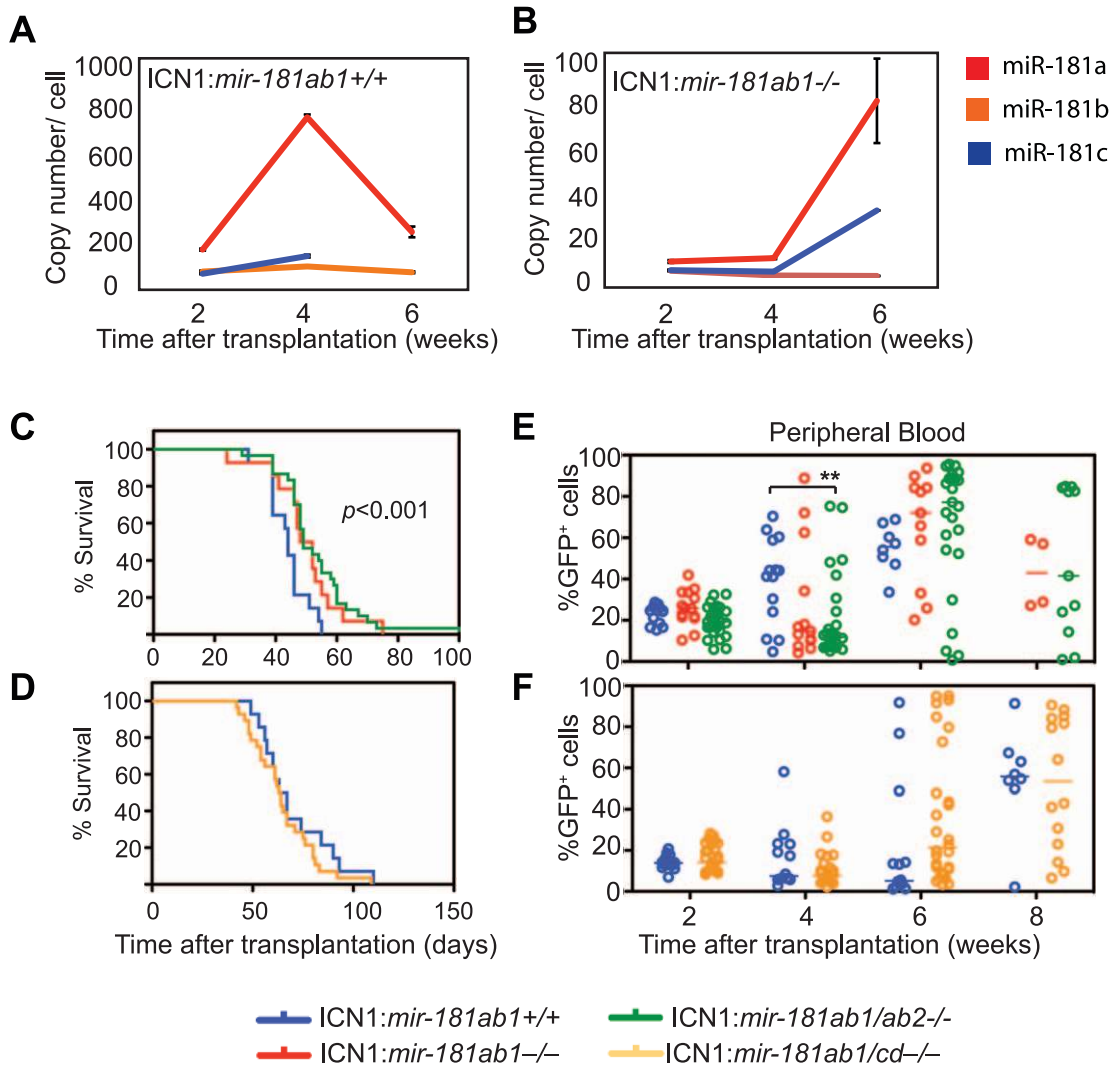 A
1000
800
600
400
200
0
Copy number/ cell
ICN1:mir-181ab1+/+
2 4 6
Time after transplantation (weeks)
B
100
80
60
40
20
0
Copy number/ cell
ICN1:mir-181ab1-/-
2 4 6
Time after transplantation (weeks)
miR-181a
miR-181b
miR-181c
C
100
80
60
40
20
% Survival
p<0.001
0 20 40 60 80 100
D
100
80
60
40
20
% Survival
0 50 100 150
Time after transplantation (days)
E
Peripheral Blood
100
80
60
40
20
0
%GFP+ cells
**
F
100
80
60
40
20
0
%GFP+ cells
2 4 6 8
Time after transplantation (weeks)
ICN1:mir-181ab1+/+
ICN1:mir-181ab1/ab2-/-
ICN1:mir-181ab1–/–
ICN1:mir-181ab1/cd–/–